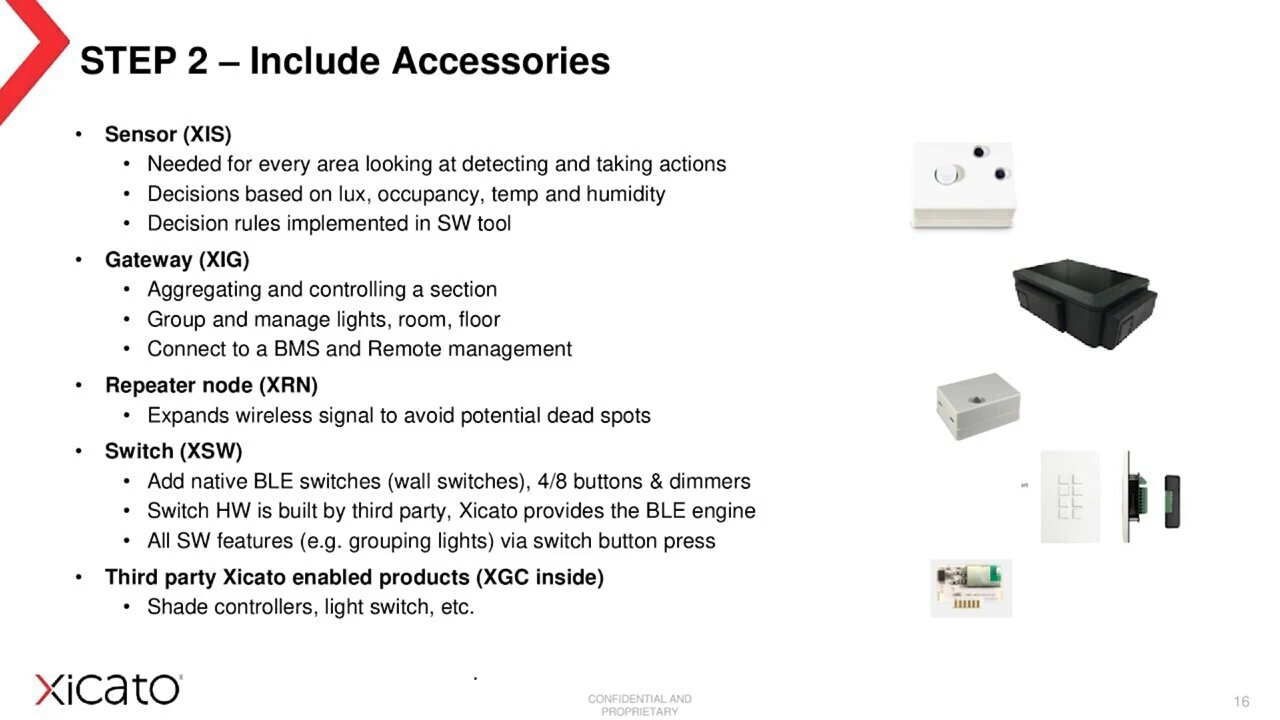 STEP 2 – Include Accessories
• Sensor (XIS)
• Needed for every area looking at detecting and taking actions
• Decisions based on lux, occupancy, temp and humidity
• Decision rules implemented in SW tool
• Gateway (XIG)
• Aggregating and controlling a section
• Group and manage lights, room, floor
• Connect to a BMS and Remote management
• Repeater node (XRN)
• Expands wireless signal to avoid potential dead spots
• Switch (XSW)
• Add native BLE switches (wall switches), 4/8 buttons & dimmers
• Switch HW is built by third party, Xicato provides the BLE engine
• All SW features (e.g. grouping lights) via switch button press
• Third party Xicato enabled products (XGC inside)
• Shade controllers, light switch, etc.
xicato
.
CONFIDENTIAL AND
PROPRIETARY
16